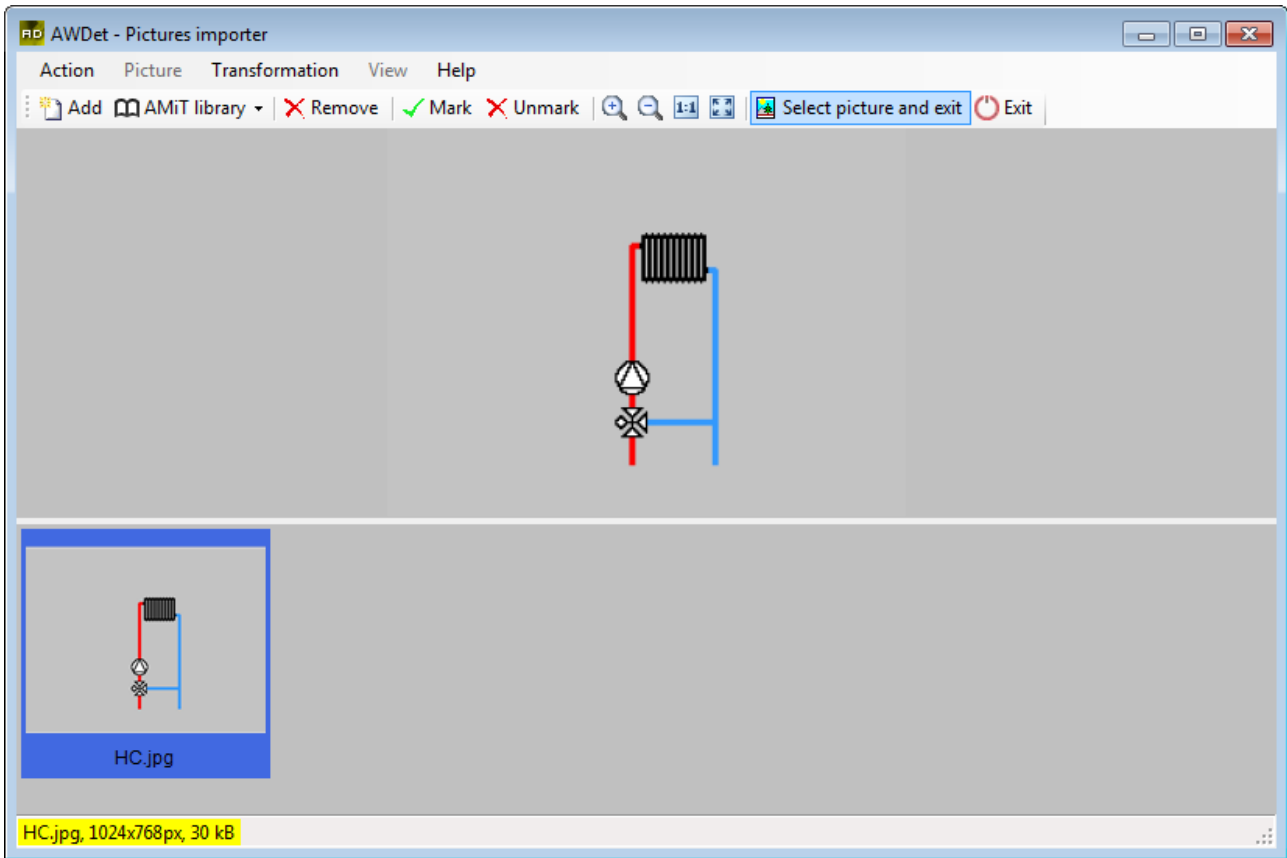 AD AWDet - Pictures importer
Action Picture Transformation View Help
Add AMiT library Remove Mark Unmark 1:1 Select picture and exit Exit
HC.jpg
HC.jpg, 1024x768px, 30 kB